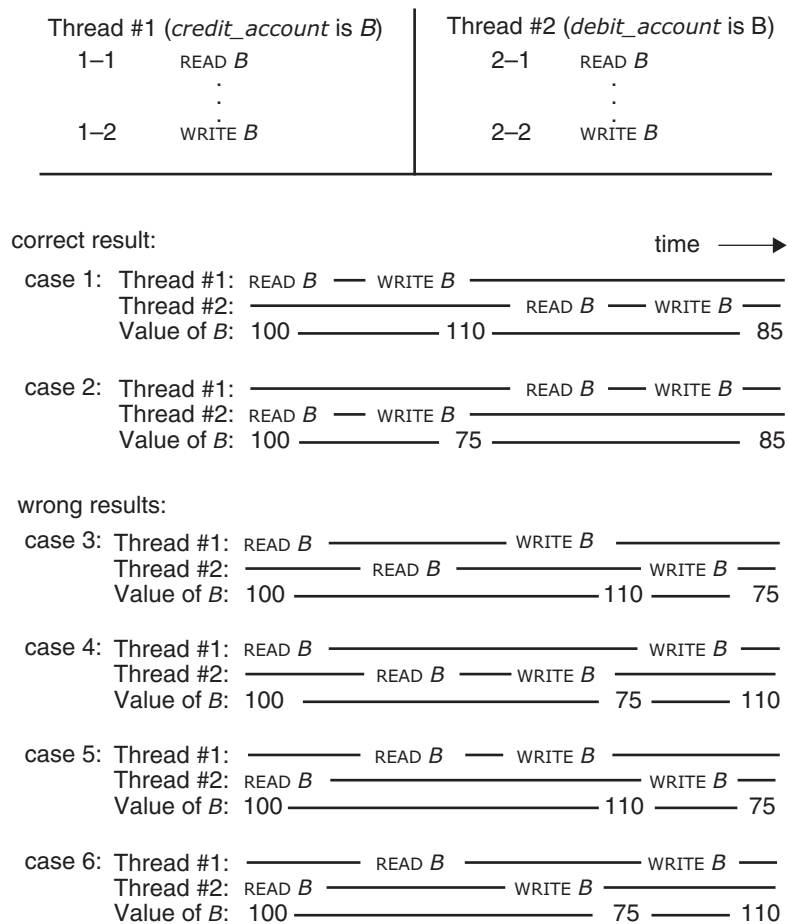 Thread #1 (credit_account is B)
Thread #2 (debit_account is B)
1–1 READ B
2–1 READ B
.
.
.
.
.
.
1–2 WRITE B
2–2 WRITE B
correct result:
time
case 1: Thread #1: READ B WRITE B
Thread #2: READ B WRITE B
Value of B: 100 110 85
case 2: Thread #1: READ B WRITE B
Thread #2: READ B WRITE B
Value of B: 100 75 85
wrong results:
case 3: Thread #1: READ B WRITE B
Thread #2: READ B WRITE B
Value of B: 100 110 75
case 4: Thread #1: READ B WRITE B
Thread #2: READ B WRITE B
Value of B: 100 75 110
case 5: Thread #1: READ B WRITE B
Thread #2: READ B WRITE B
Value of B: 100 110 75
case 6: Thread #1: READ B WRITE B
Thread #2: READ B WRITE B
Value of B: 100 75 110